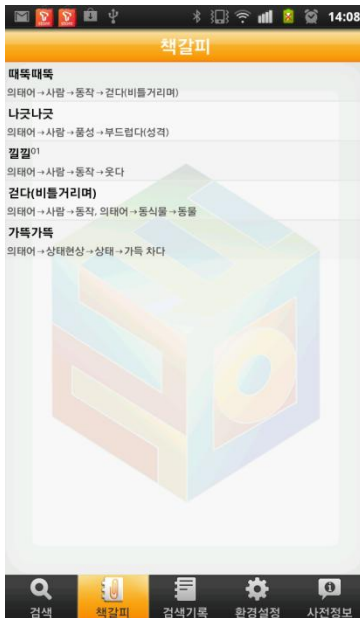 14:08
책갈피
때뚝때뚝
의태어→사람→동작→걷다(비틀거리며)
나긋나긋
의태어→사람→품성→부드럽다(성격)
낄낄01
의태어→사람→동작→웃다
걷다(비틀거리며)
의태어→사람→동작, 의태어→동식물→동물
가뜩가뜩
의태어→상태현상→상태→가득 차다
검색 책갈피 검색기록 환경설정 사전정보